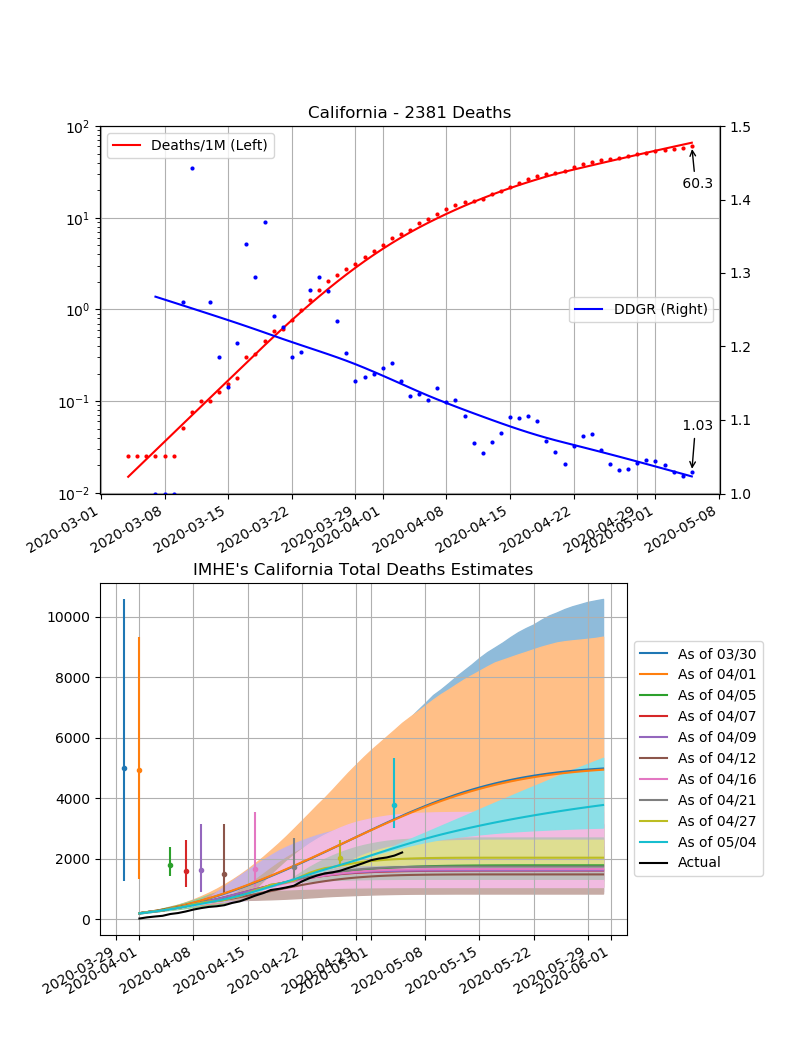 California - 2381 Deaths
10²
10¹
10⁰
10⁻¹
10⁻²
Deaths/1M (Left)
DDGR (Right)
60.3
1.03
1.5
1.4
1.3
1.2
1.1
1.0
2020-03-01
2020-03-08
2020-03-15
2020-03-22
2020-03-29
2020-04-01
2020-04-08
2020-04-15
2020-04-22
2020-04-29
2020-05-01
2020-05-08
IMHE's California Total Deaths Estimates
10000
8000
6000
4000
2000
0
2020-03-29
2020-04-01
2020-04-08
2020-04-15
2020-04-22
2020-04-29
2020-05-01
2020-05-08
2020-05-15
2020-05-22
2020-05-29
2020-06-01
As of 03/30
As of 04/01
As of 04/05
As of 04/07
As of 04/09
As of 04/12
As of 04/16
As of 04/21
As of 04/27
As of 05/04
Actual